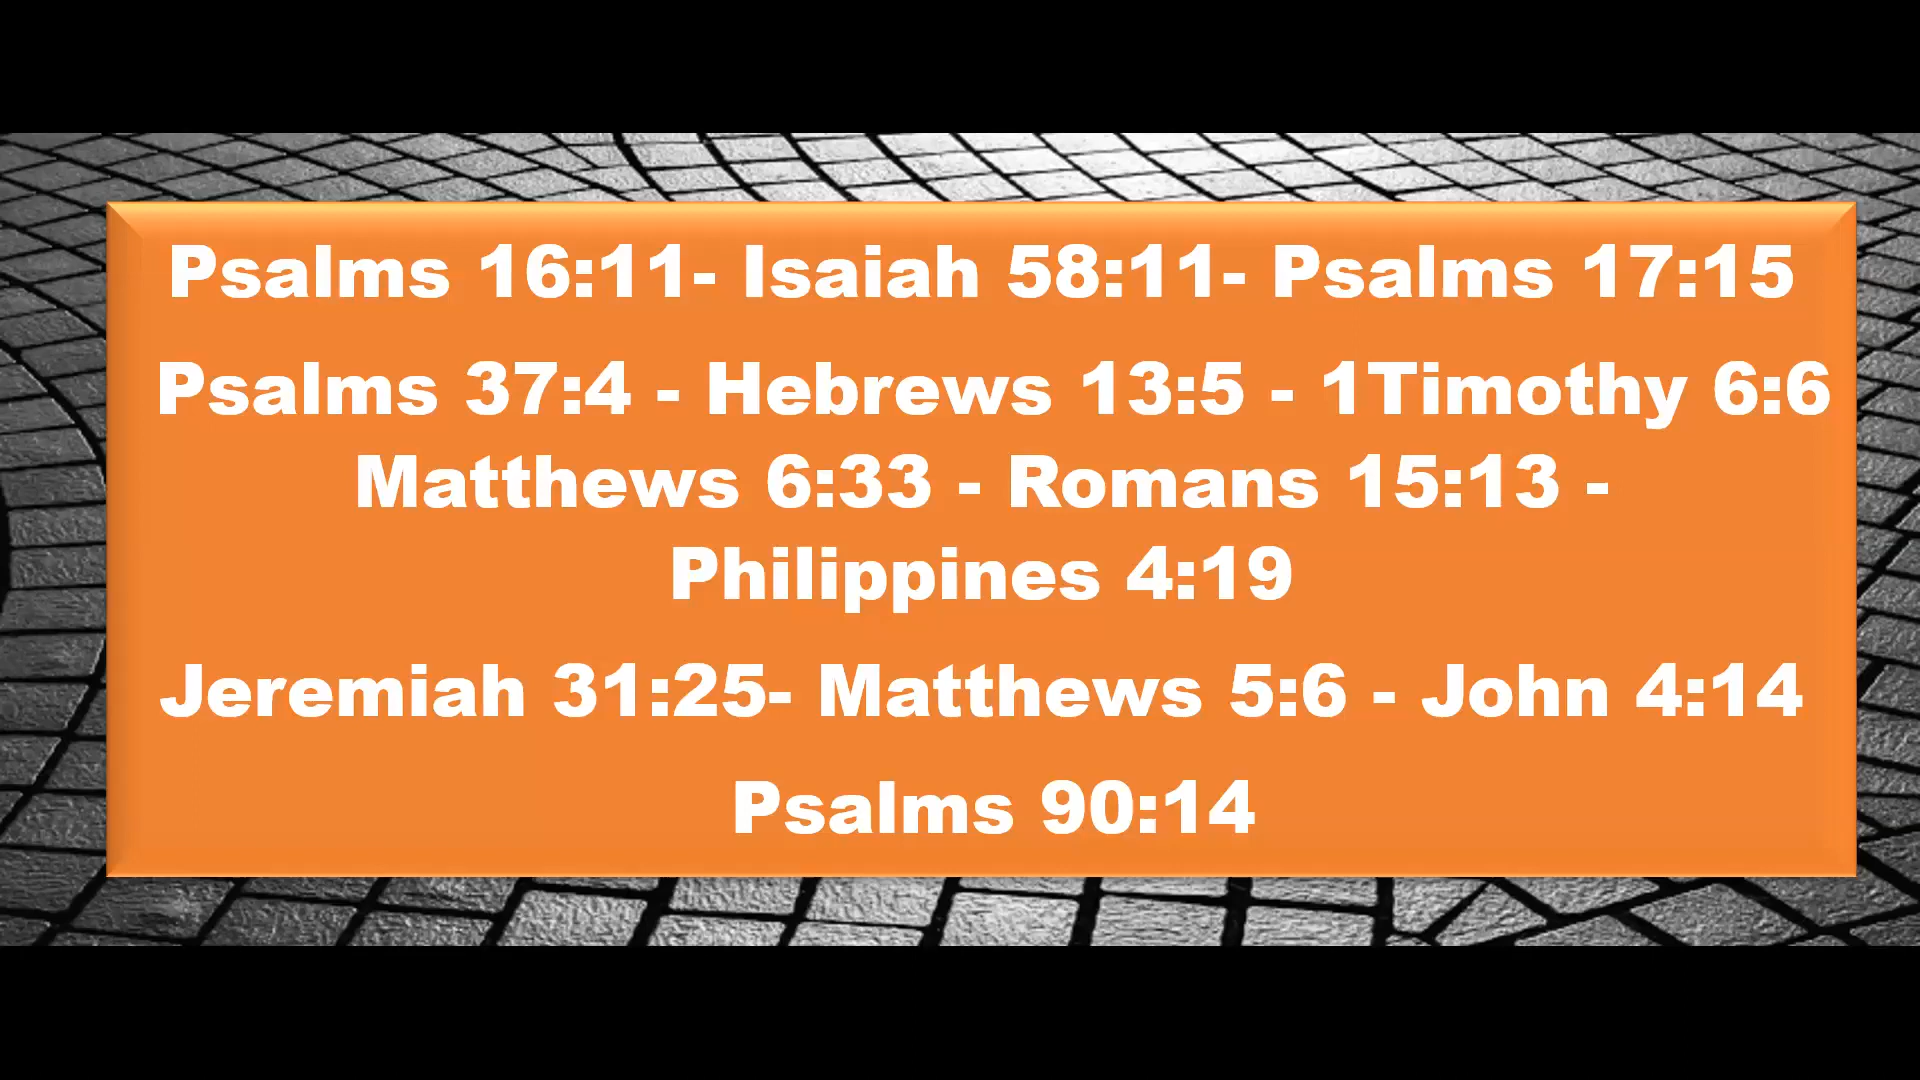 Psalms 16:11- Isaiah 58:11- Psalms 17:15
Psalms 37:4 - Hebrews 13:5 - 1Timothy 6:6
Matthews 6:33 - Romans 15:13 -
Philippines 4:19
Jeremiah 31:25- Matthews 5:6 - John 4:14
Psalms 90:14